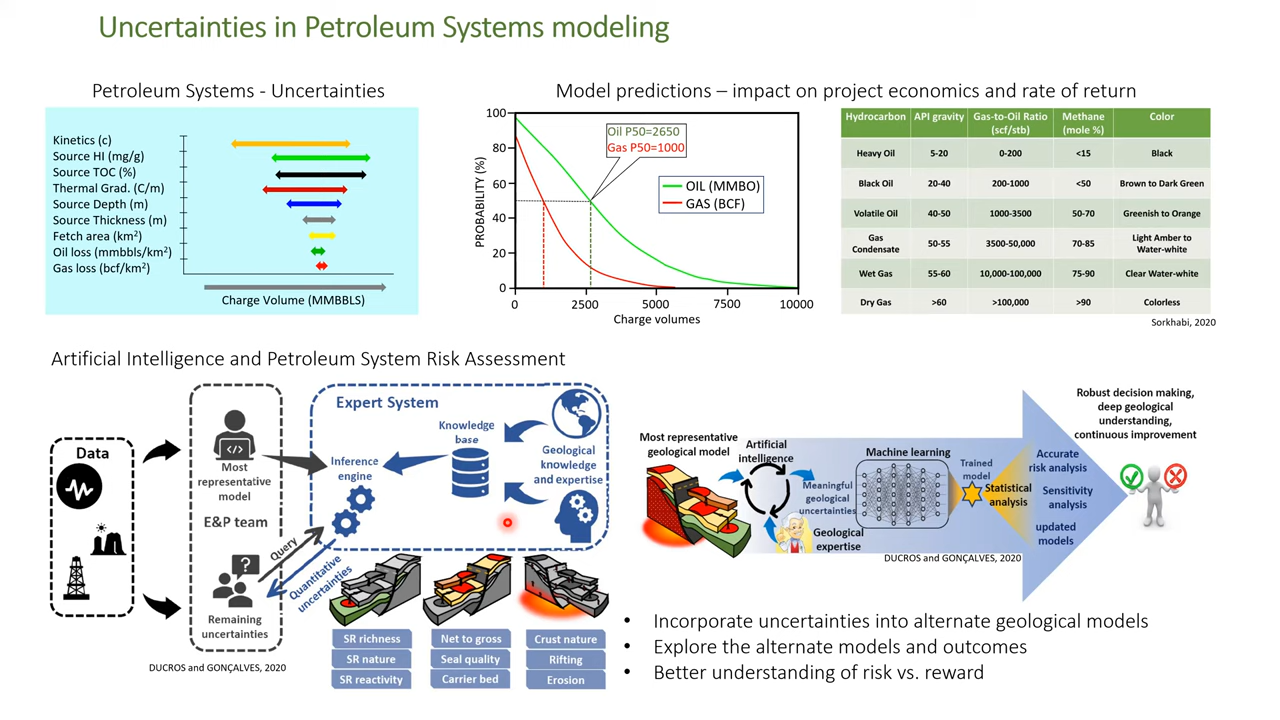 Uncertainties in Petroleum Systems modeling
Petroleum Systems - Uncertainties
Kinetics (c)
Source HI (mg/g)
Source TOC (%)
Thermal Grad. (C/m)
Source Depth (m)
Source Thickness (m)
Fetch area (km²)
Oil loss (mmbbls/km²)
Gas loss (bcf/km²)
Charge Volume (MMBBLS)
Model predictions – impact on project economics and rate of return
PROBABILITY (%)
100
80
60
40
20
0
Oil P50=2650
Gas P50=1000
OIL (MMBO)
GAS (BCF)
0 2500 5000 7500 10000
Charge volumes
Hydrocarbon API gravity Gas-to-Oil Ratio (scf/stb) Methane (mole %) Color
Heavy Oil 5-20 0-200 <15 Black
Black Oil 20-40 200-1000 <50 Brown to Dark Green
Volatile Oil 40-50 1000-3500 50-70 Greenish to Orange
Gas Condensate 50-55 3500-50,000 70-85 Light Amber to Water-white
Wet Gas 55-60 10,000-100,000 75-90 Clear Water-white
Dry Gas >60 >100,000 >90 Colorless
Sorkhabi, 2020
Artificial Intelligence and Petroleum System Risk Assessment
Data
Most
representative
model
E&P team
Remaining
uncertainties
Query
Quantitative
uncertainties
Expert System
Inference
engine
Knowledge
base
Geological
knowledge
and expertise
SR richness
SR nature
SR reactivity
Net to gross
Seal quality
Carrier bed
Crust nature
Rifting
Erosion
DUCROS and GONÇALVES, 2020
Most representative
geological model
Artificial
intelligence
Meaningful
geological
uncertainties
Geological
expertise
Machine learning
Trained
model
Statistical
analysis
Accurate
risk analysis
Sensitivity
analysis
updated
models
Robust decision making,
deep geological
understanding,
continuous improvement
DUCROS and GONÇALVES, 2020
• Incorporate uncertainties into alternate geological models
• Explore the alternate models and outcomes
• Better understanding of risk vs. reward